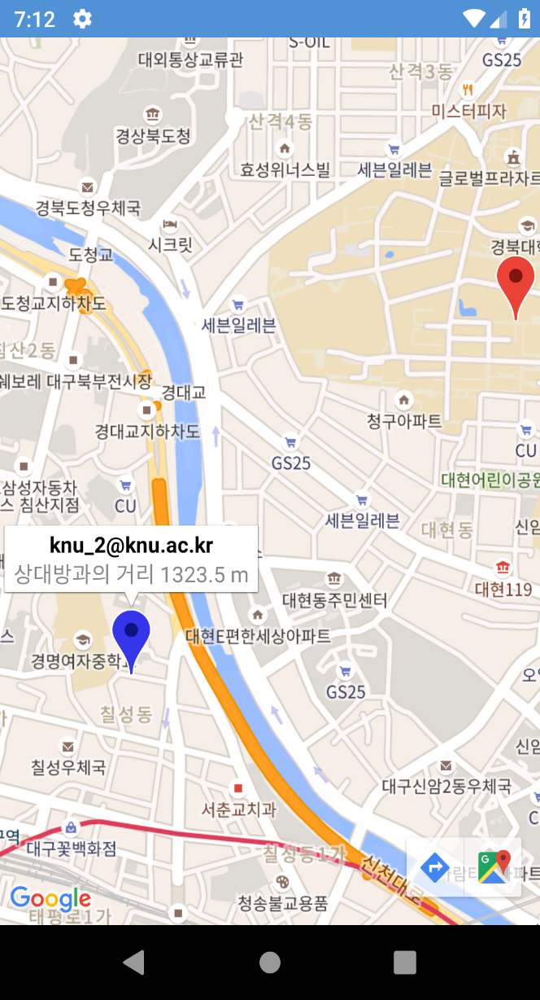 7:12
S-OIL
대외통상교류관
GS25
산격3동
미스터피자
산격4동
경상북도청
효성위너스빌
세븐일레븐
글로벌프라자
경북도청우체국
시크릿
경북대
도청교
도청교지하차도
세븐일레븐
침산2동
쉐보레 대구북부전시장
경대교
경대교지하차도
청구아파트
GS25
CU
삼성자동차
스 침산지점
CU
대현어린이공원
세븐일레븐
대현동
신암
knu_2@knu.ac.kr
상대방과의 거리 1323.5 m
대현119
대현동주민센터
스
대현E편한세상아파트
경명여자중학교
GS25
오
칠성동
가
칠성우체국
신암
대구신암2동우체국
서춘교치과
C
구역
대구꽃백화점
칠성동1가
신천대로
파트
Google
청송불교용품
태평로1가